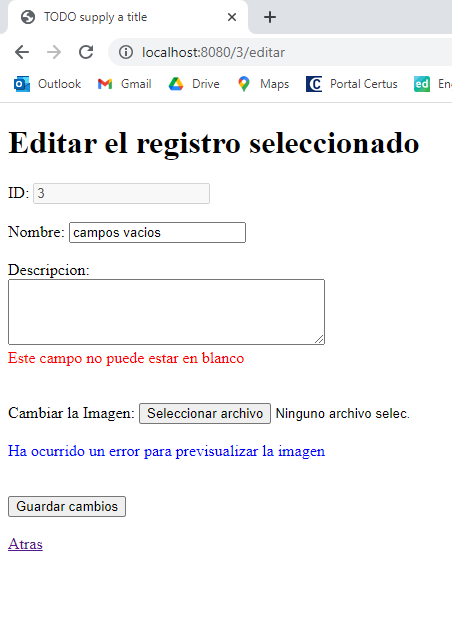 TODO supply a title
localhost:8080/3/editar
Outlook Gmail Drive Maps Portal Certus
Editar el registro seleccionado
ID: 3
Nombre: campos vacios
Descripcion:
Este campo no puede estar en blanco
Cambiar la Imagen: Seleccionar archivo Ninguno archivo selec.
Ha ocurrido un error para previsualizar la imagen
Guardar cambios
Atras